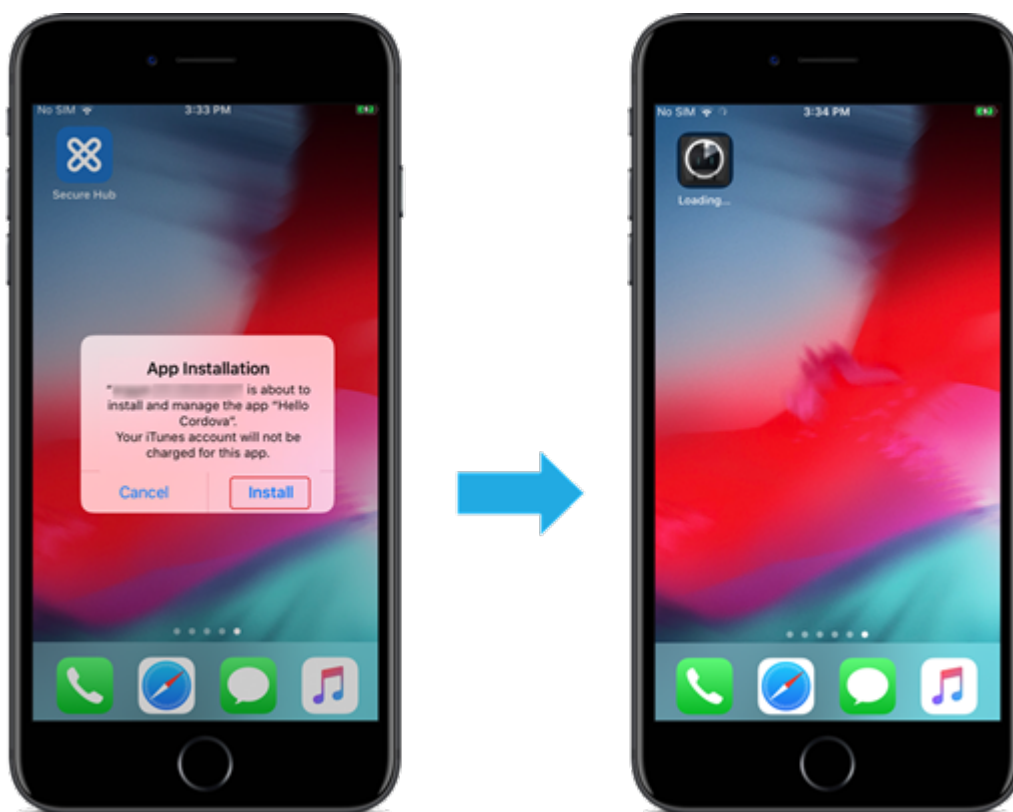 No SIM 3:33 PM
Secure Hub
App Installation
" is about to
install and manage the app "Hello
Cordova".
Your iTunes account will not be
charged for this app.
Cancel Install
No SIM 3:34 PM
Loading...